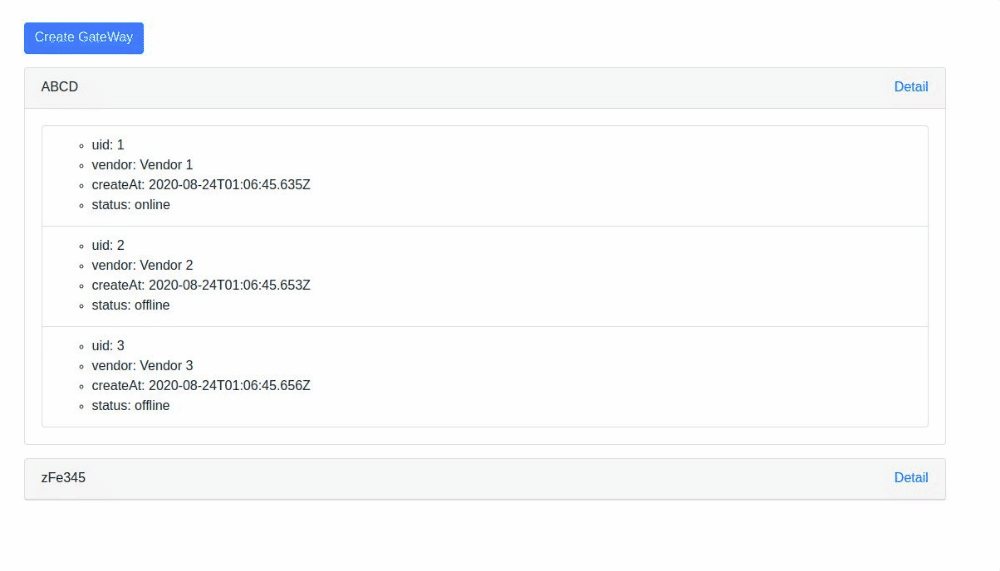 Create GateWay
ABCD Detail
uid: 1
vendor: Vendor 1
createAt: 2020-08-24T01:06:45.635Z
status: online
uid: 2
vendor: Vendor 2
createAt: 2020-08-24T01:06:45.653Z
status: offline
uid: 3
vendor: Vendor 3
createAt: 2020-08-24T01:06:45.656Z
status: offline
zFe345 Detail